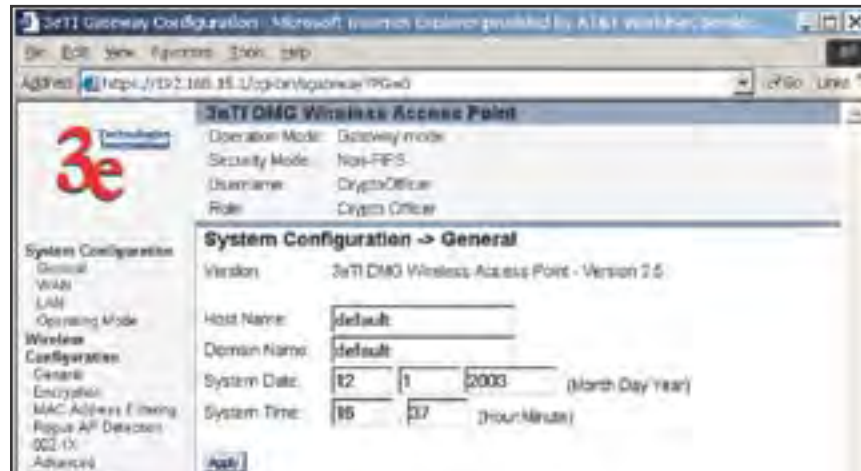 3eTI Gateway Configuration - Microsoft Internet Explorer provided by AT&T WorldNet Service
File Edit View Favorites Tools Help
Address https://192.168.15.1/cgi-bin/sgateway?PG=0 Go Links
3e Technologies
3eTI DMG Wireless Access Point
Operation Mode: Gateway mode
Security Mode: Non-FIPS
Username: CryptoOfficer
Role: Crypto Officer
System Configuration
General
WAN
LAN
Operating Mode
Wireless Configuration
General
Encryption
MAC Address Filtering
Rogue AP Detection
802.1X
Advanced
System Configuration -> General
Version: 3eTI DMG Wireless Access Point - Version 2.5
Host Name: default
Domain Name: default
System Date: 12 1 2003 (Month Day Year)
System Time: 16 : 37 (Hour:Minute)
Apply